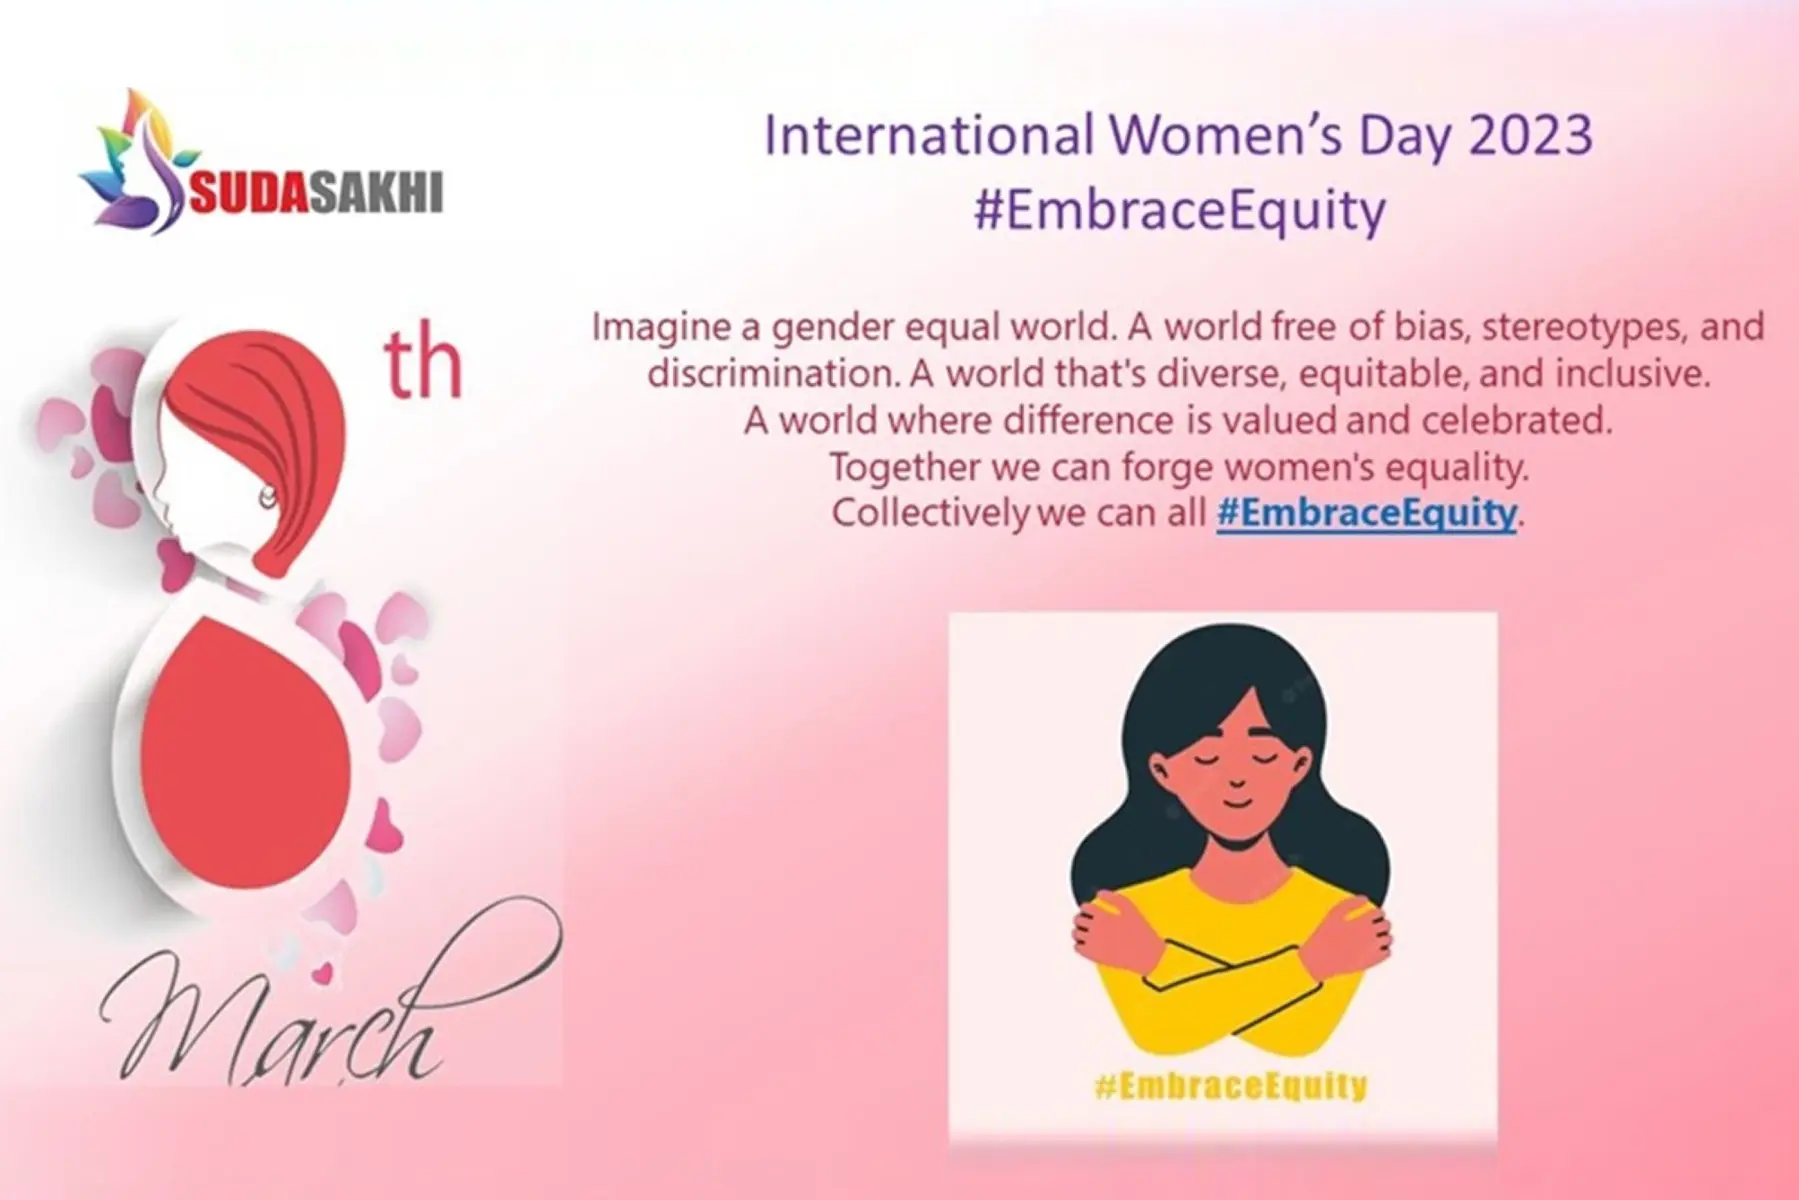 SUDASAKHI
International Women’s Day 2023
#EmbraceEquity
th
Imagine a gender equal world. A world free of bias, stereotypes, and
discrimination. A world that's diverse, equitable, and inclusive.
A world where difference is valued and celebrated.
Together we can forge women's equality.
Collectively we can all #EmbraceEquity.
March
#EmbraceEquity